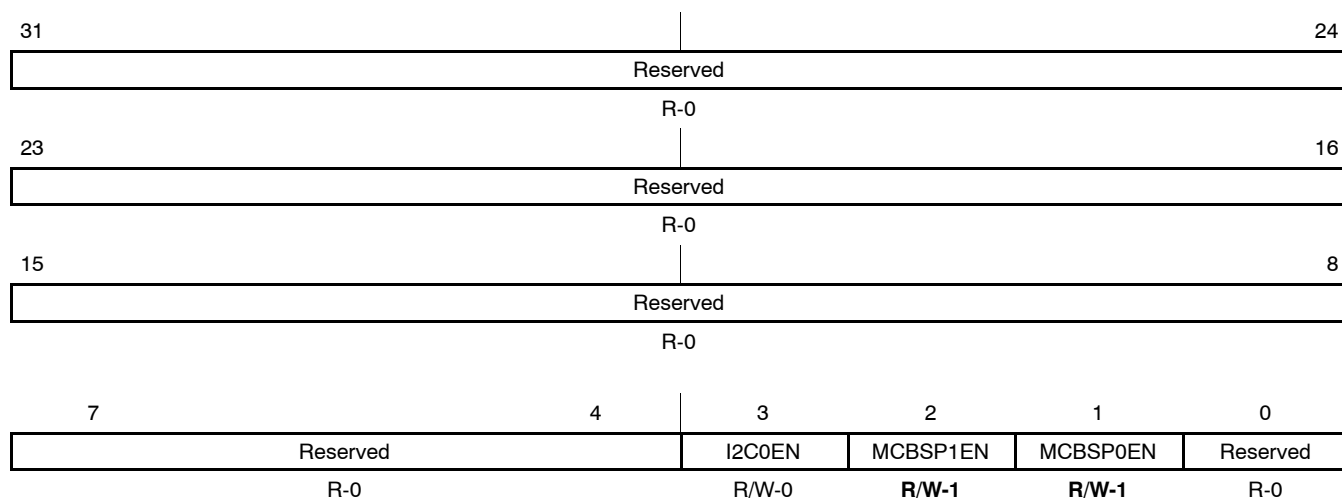 31 24
Reserved
R-0
23 16
Reserved
R-0
15 8
Reserved
R-0
7 4 3 2 1 0
Reserved I2C0EN MCBSP1EN MCBSP0EN Reserved
R-0 R/W-0 R/W-1 R/W-1 R-0